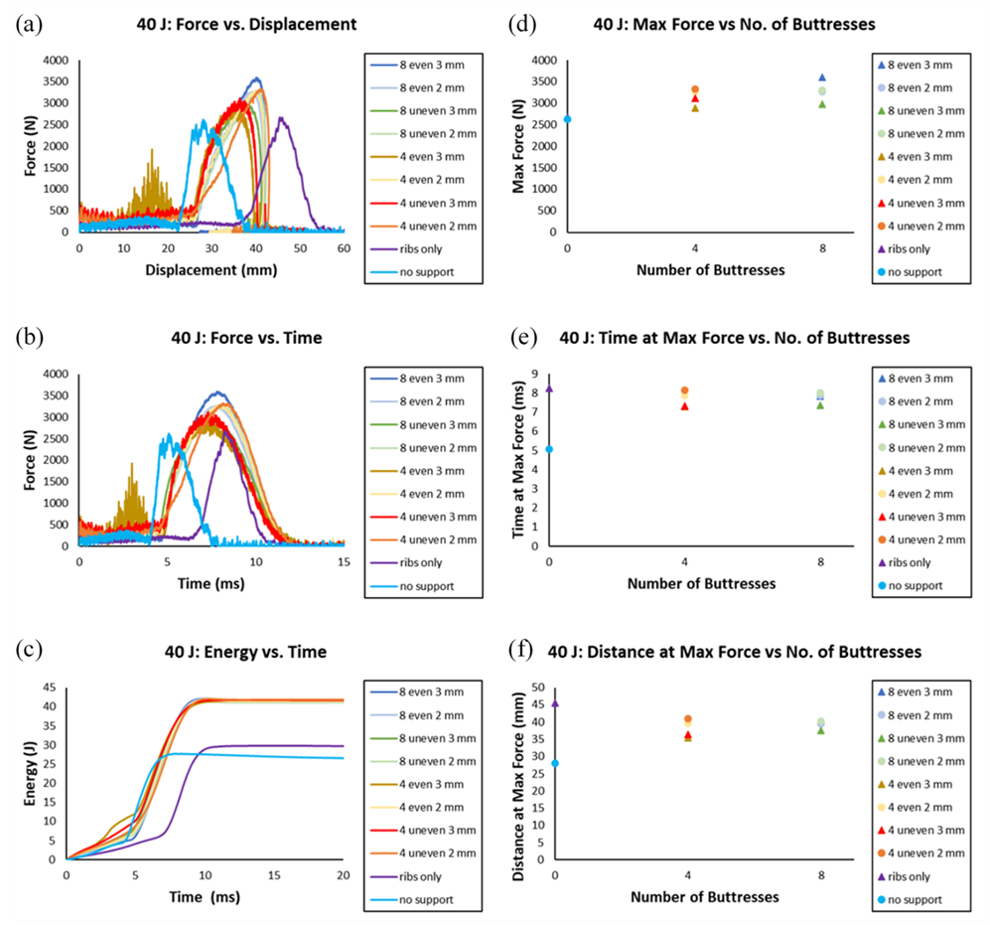 (a)
40 J: Force vs. Displacement
Force (N)
4000
3500
3000
2500
2000
1500
1000
500
0
0 10 20 30 40 50 60
Displacement (mm)
8 even 3 mm
8 even 2 mm
8 uneven 3 mm
8 uneven 2 mm
4 even 3 mm
4 even 2 mm
4 uneven 3 mm
4 uneven 2 mm
ribs only
no support
(d)
40 J: Max Force vs No. of Buttresses
Max Force (N)
4000
3500
3000
2500
2000
1500
1000
500
0
0 4 8
Number of Buttresses
8 even 3 mm
8 even 2 mm
8 uneven 3 mm
8 uneven 2 mm
4 even 3 mm
4 even 2 mm
4 uneven 3 mm
4 uneven 2 mm
ribs only
no support
(b)
40 J: Force vs. Time
Force (N)
4000
3500
3000
2500
2000
1500
1000
500
0
0 5 10 15
Time (ms)
8 even 3 mm
8 even 2 mm
8 uneven 3 mm
8 uneven 2 mm
4 even 3 mm
4 even 2 mm
4 uneven 3 mm
4 uneven 2 mm
ribs only
no support
(e)
40 J: Time at Max Force vs. No. of Buttresses
Time at Max Force (ms)
9
8
7
6
5
4
3
2
1
0
0 4 8
Number of Buttresses
8 even 3 mm
8 even 2 mm
8 uneven 3 mm
8 uneven 2 mm
4 even 3 mm
4 even 2 mm
4 uneven 3 mm
4 uneven 2 mm
ribs only
no support
(c)
40 J: Energy vs. Time
Energy (J)
45
40
35
30
25
20
15
10
5
0
0 5 10 15 20
Time (ms)
8 even 3 mm
8 even 2 mm
8 uneven 3 mm
8 uneven 2 mm
4 even 3 mm
4 even 2 mm
4 uneven 3 mm
4 uneven 2 mm
ribs only
no support
(f)
40 J: Distance at Max Force vs No. of Buttresses
Distance at Max Force (mm)
50
45
40
35
30
25
20
15
10
5
0
0 4 8
Number of Buttresses
8 even 3 mm
8 even 2 mm
8 uneven 3 mm
8 uneven 2 mm
4 even 3 mm
4 even 2 mm
4 uneven 3 mm
4 uneven 2 mm
ribs only
no support